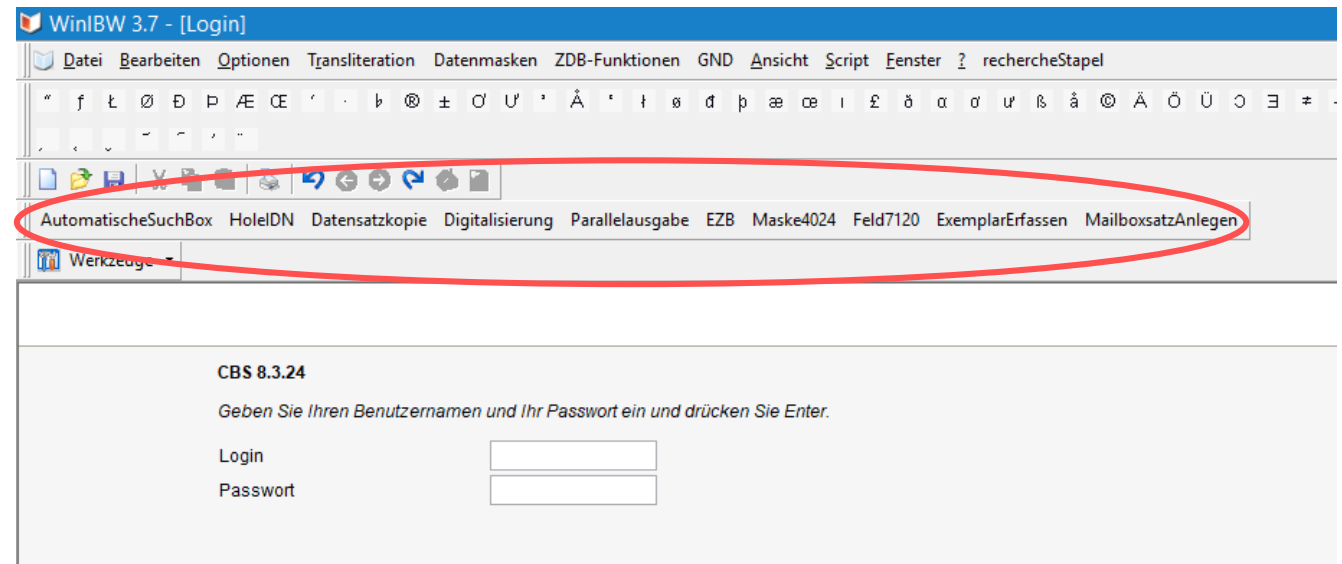 WinIBW 3.7 - [Login]
Datei Bearbeiten Optionen Transliteration Datenmasken ZDB-Funktionen GND Ansicht Script Fenster ? rechercheStapel
ƒ Ł Ø Đ Þ Æ Œ ® ± Ơ Ư Å ł ø đ þ æ œ ı £ ð α ơ ư ß å © Ä Ö Ü Ɔ Ǝ ≠
AutomatischeSuchBox HoleIDN Datensatzkopie Digitalisierung Parallelausgabe EZB Maske4024 Feld7120 ExemplarErfassen MailboxsatzAnlegen
Werkzeuge
CBS 8.3.24
Geben Sie Ihren Benutzernamen und Ihr Passwort ein und drücken Sie Enter.
Login
Passwort